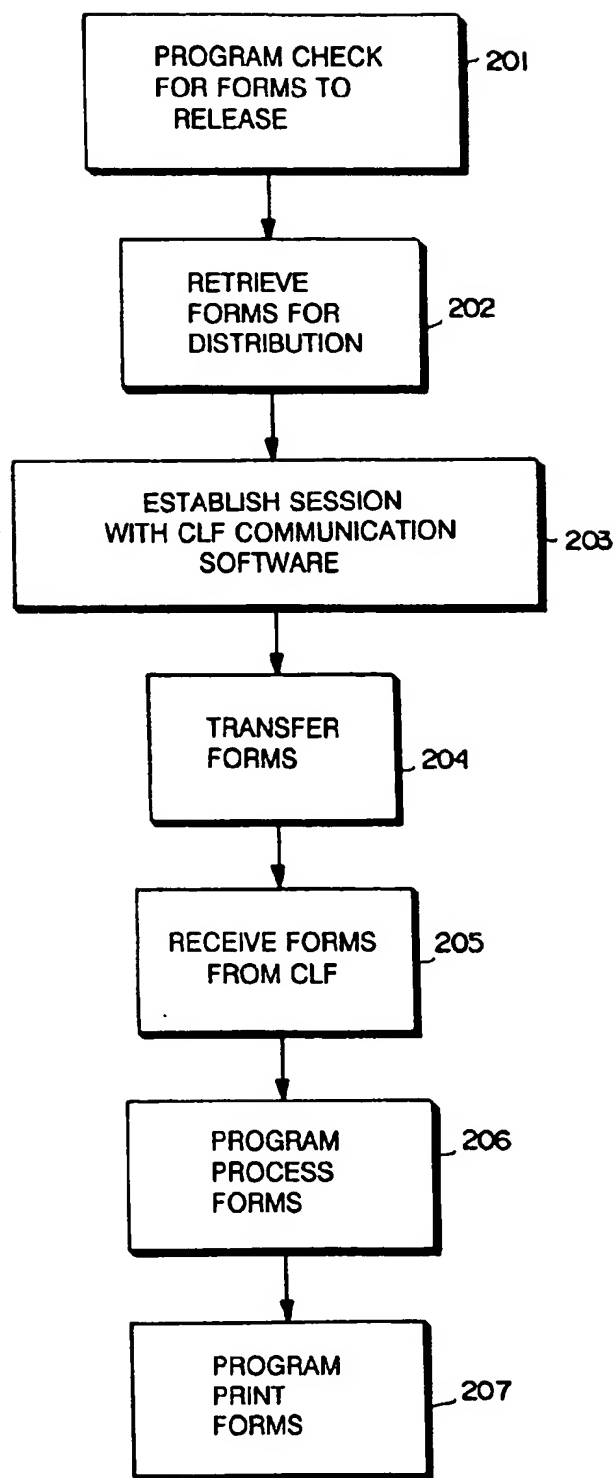 PROGRAM CHECK
FOR FORMS TO
RELEASE
201
RETRIEVE
FORMS FOR
DISTRIBUTION
202
ESTABLISH SESSION
WITH CLF COMMUNICATION
SOFTWARE
203
TRANSFER
FORMS
204
RECEIVE FORMS
FROM CLF
205
PROGRAM
PROCESS
FORMS
206
PROGRAM
PRINT
FORMS
207